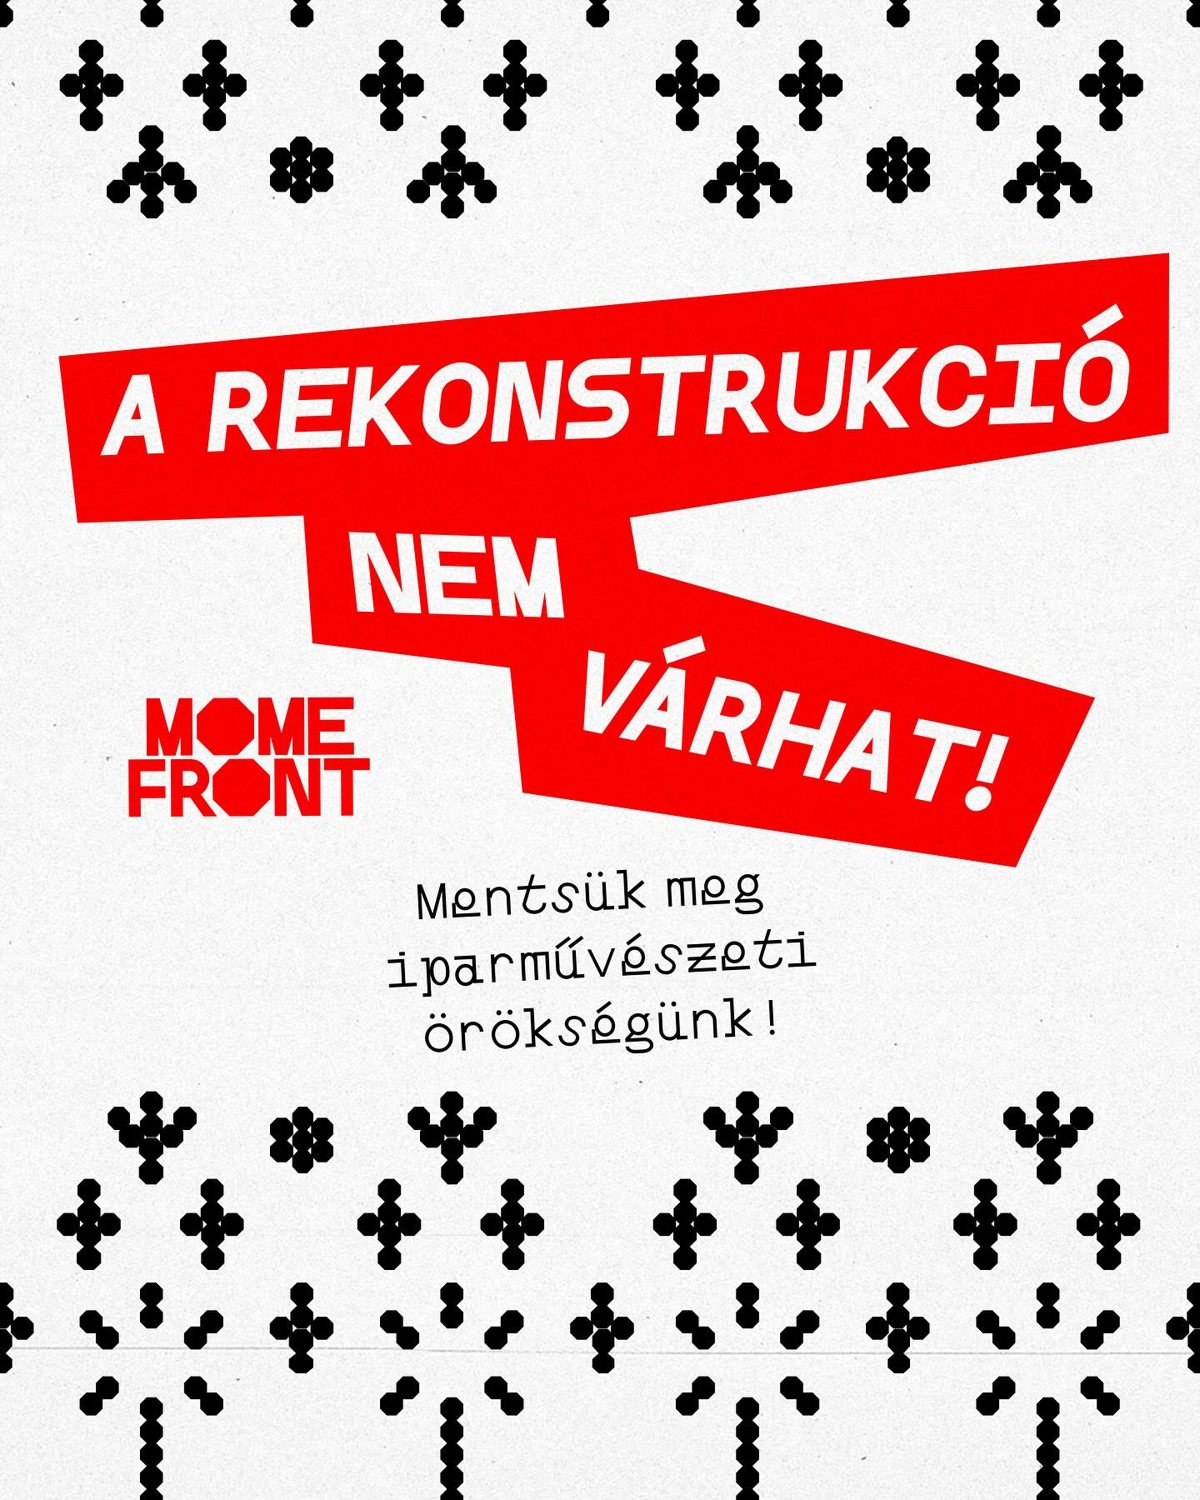 A REKONSTRUKCIÓ
NEM
VÁRHAT!
MOME
FRONT
Mentsük meg
iparművészeti
örökségünk!